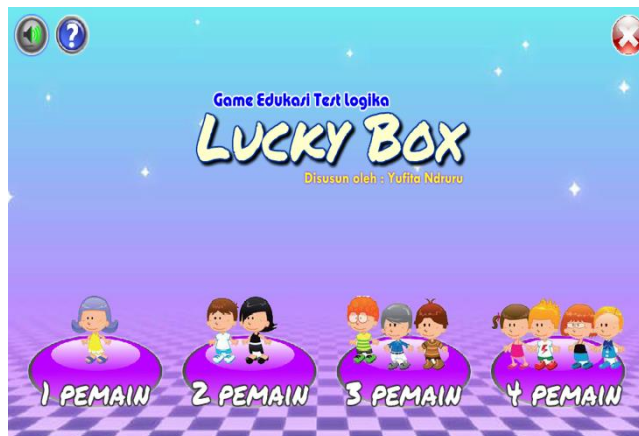 ?
Game Edukasi Test Logika
LUCKY BOX
Disusun oleh : Yufita Ndruru
1 PEMAIN
2 PEMAIN
3 PEMAIN
4 PEMAIN